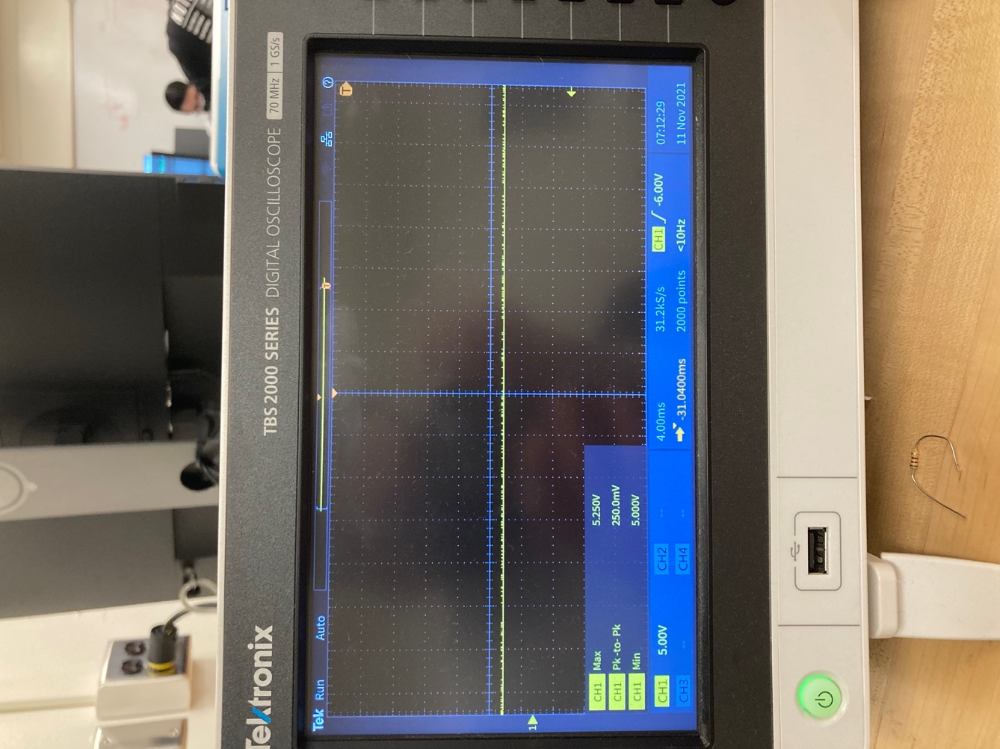 Tektronix
TBS 2000 SERIES DIGITAL OSCILLOSCOPE 70 MHz 1 GS/s
Tek Run Auto
T
1
CH1 Max 5.250V
CH1 Pk-to-Pk 250.0mV
CH1 Min 5.000V
CH1 5.00V CH2 -- 4.00ms 31.2kS/s CH1 -6.00V 07:12:29
CH3 -- CH4 -- -31.0400ms 2000 points <10Hz 11 Nov 2021